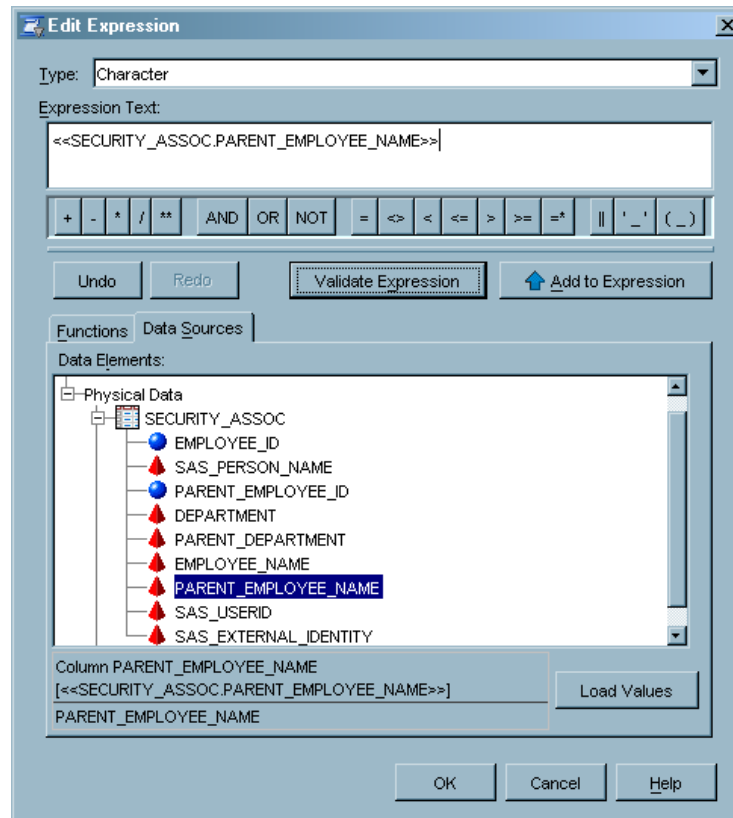 Edit Expression
Type: Character
Expression Text:
<<SECURITY_ASSOC.PARENT_EMPLOYEE_NAME>>
+ - * / ** AND OR NOT = <> < <= > >= =* || '_' (_)
Undo Redo Validate Expression Add to Expression
Functions Data Sources
Data Elements:
Physical Data
SECURITY_ASSOC
EMPLOYEE_ID
SAS_PERSON_NAME
PARENT_EMPLOYEE_ID
DEPARTMENT
PARENT_DEPARTMENT
EMPLOYEE_NAME
PARENT_EMPLOYEE_NAME
SAS_USERID
SAS_EXTERNAL_IDENTITY
Column PARENT_EMPLOYEE_NAME
[<<SECURITY_ASSOC.PARENT_EMPLOYEE_NAME>>]
Load Values
PARENT_EMPLOYEE_NAME
OK Cancel Help